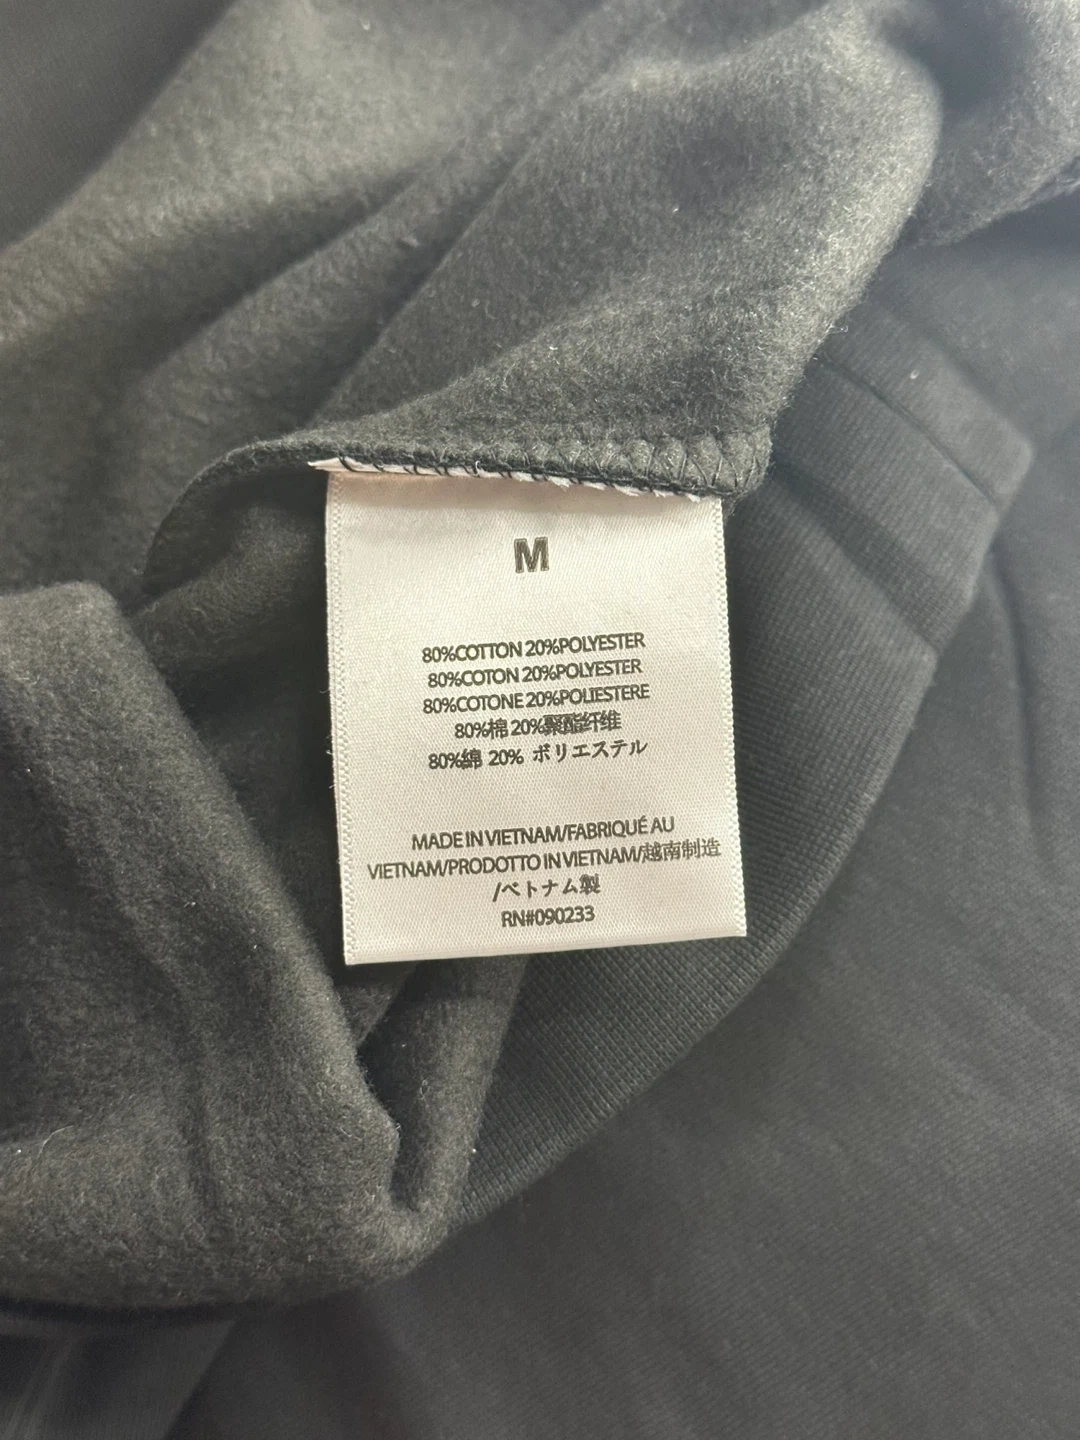 M
80%COTTON 20%POLYESTER
80%COTON 20%POLYESTER
80%COTONE 20%POLIESTERE
80%棉 20%聚酯纤维
80%綿 20% ポリエステル
MADE IN VIETNAM/FABRIQUÉ AU
VIETNAM/PRODOTTO IN VIETNAM/越南制造
/ベトナム製
RN#090233